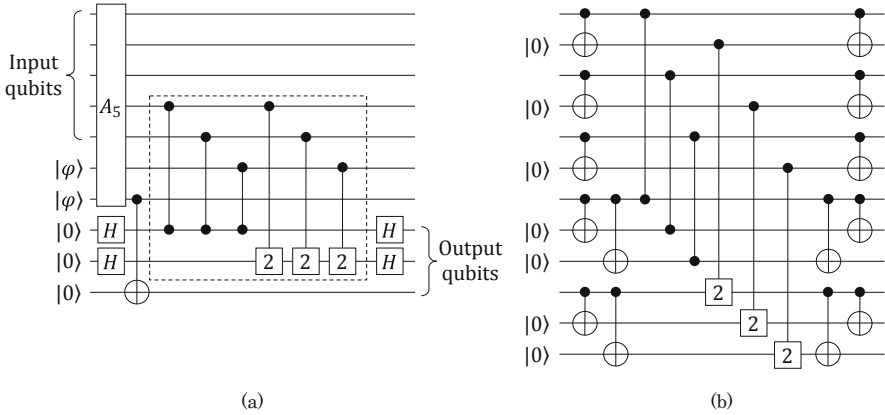 Input
qubits
A₅
|φ⟩
|φ⟩
|0⟩ H H
|0⟩ H 2 2 2 H
|0⟩
Output
qubits
(a)
|0⟩
|0⟩
|0⟩
|0⟩
|0⟩
2
|0⟩ 2
|0⟩ 2
(b)